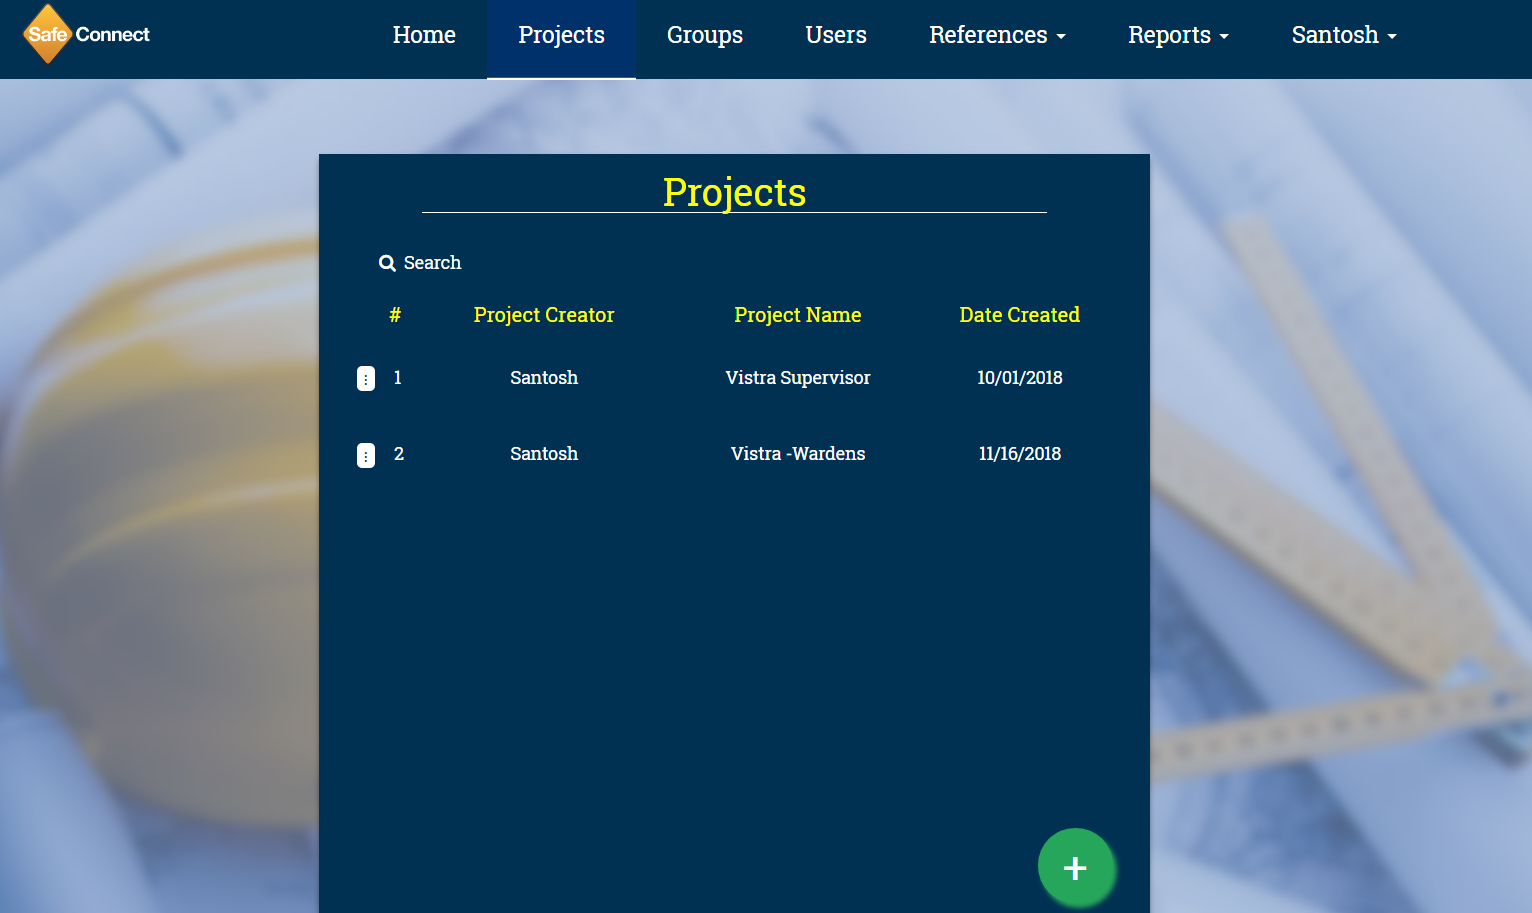 Safe Connect Home Projects Groups Users References Reports Santosh
Projects
Search
# Project Creator Project Name Date Created
1 Santosh Vistra Supervisor 10/01/2018
2 Santosh Vistra -Wardens 11/16/2018
+